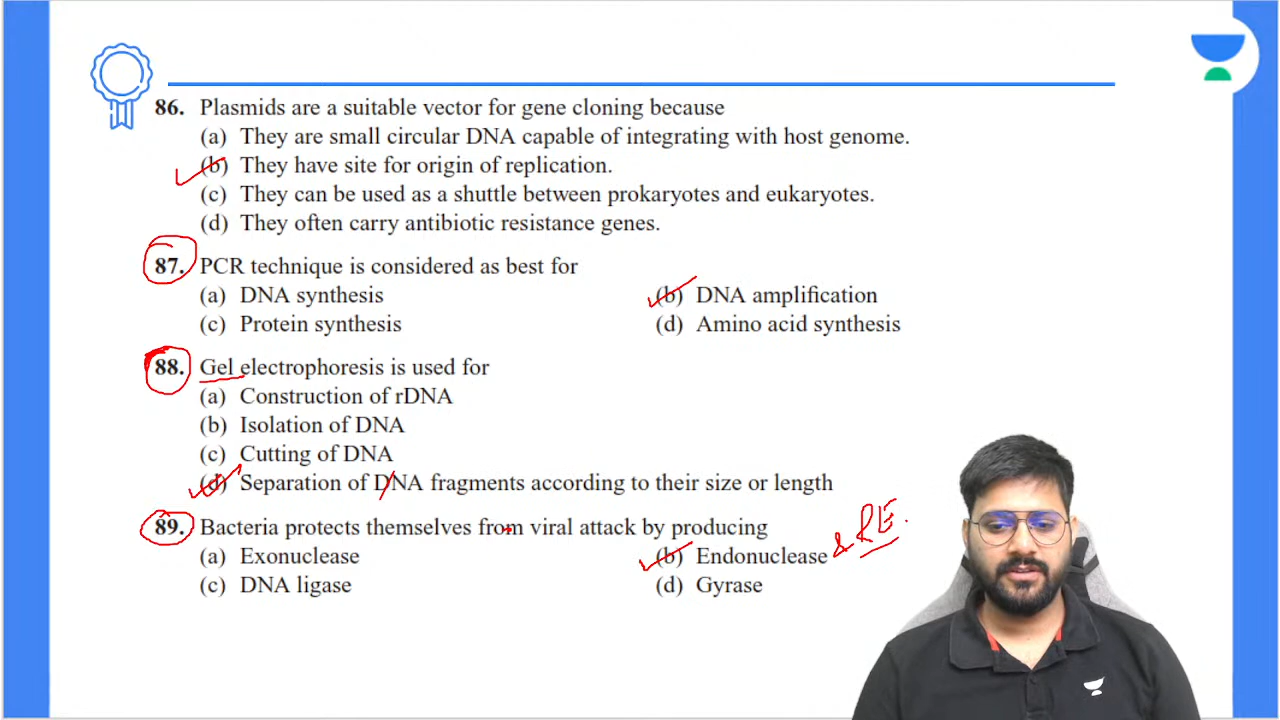 86. Plasmids are a suitable vector for gene cloning because
(a) They are small circular DNA capable of integrating with host genome.
(b) They have site for origin of replication.
(c) They can be used as a shuttle between prokaryotes and eukaryotes.
(d) They often carry antibiotic resistance genes.
87. PCR technique is considered as best for
(a) DNA synthesis (b) DNA amplification
(c) Protein synthesis (d) Amino acid synthesis
88. Gel electrophoresis is used for
(a) Construction of rDNA
(b) Isolation of DNA
(c) Cutting of DNA
(d) Separation of DNA fragments according to their size or length
89. Bacteria protects themselves from viral attack by producing
(a) Exonuclease (b) Endonuclease & RE.
(c) DNA ligase (d) Gyrase